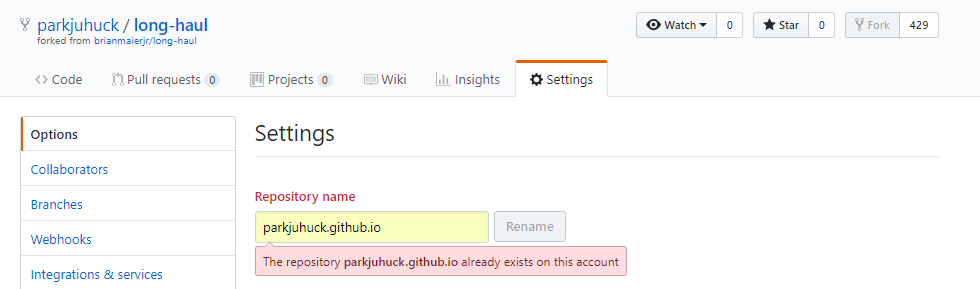 parkjuhuck / long-haul
forked from brianmaierjr/long-haul
Watch 0 Star 0 Fork 429
Code Pull requests 0 Projects 0 Wiki Insights Settings
Options
Collaborators
Branches
Webhooks
Integrations & services
Settings
Repository name
parkjuhuck.github.io Rename
The repository parkjuhuck.github.io already exists on this account